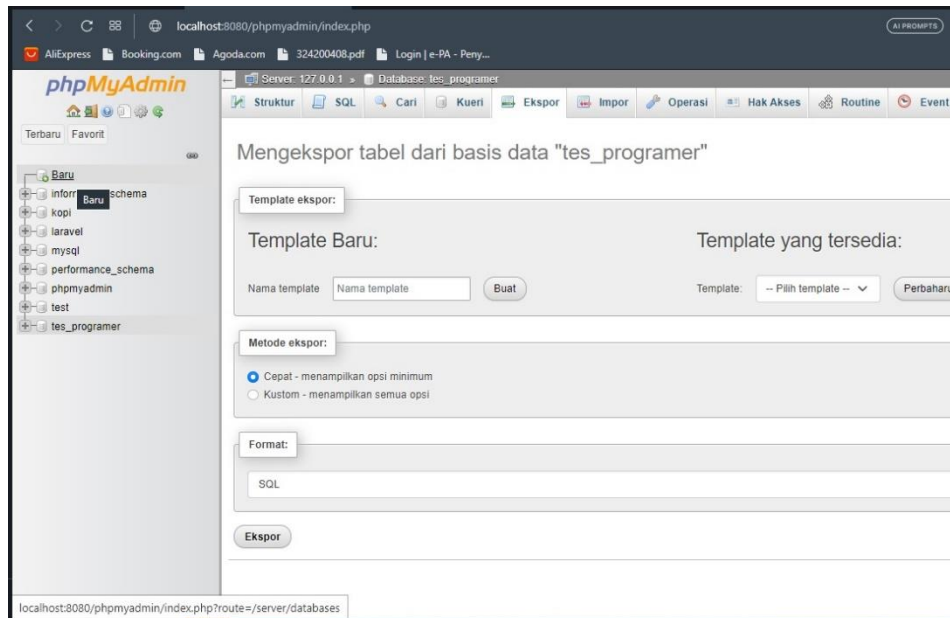 localhost:8080/phpmyadmin/index.php
AI PROMPTS
AliExpress Booking.com Agoda.com 324200408.pdf Login | e-PA - Peny...
phpMyAdmin
Terbaru Favorit
Baru
Baru
kopi
laravel
mysql
performance_schema
phpmyadmin
test
tes_programer
Server: 127.0.0.1 » Database: tes_programer
Struktur SQL Cari Kueri Ekspor Impor Operasi Hak Akses Routine Event
Mengekspor tabel dari basis data "tes_programer"
Template ekspor:
Template Baru:
Nama template Nama template Buat
Template yang tersedia:
Template: -- Pilih template -- Perbaharu
Metode ekspor:
Cepat - menampilkan opsi minimum
Kustom - menampilkan semua opsi
Format:
SQL
Ekspor
localhost:8080/phpmyadmin/index.php?route=/server/databases